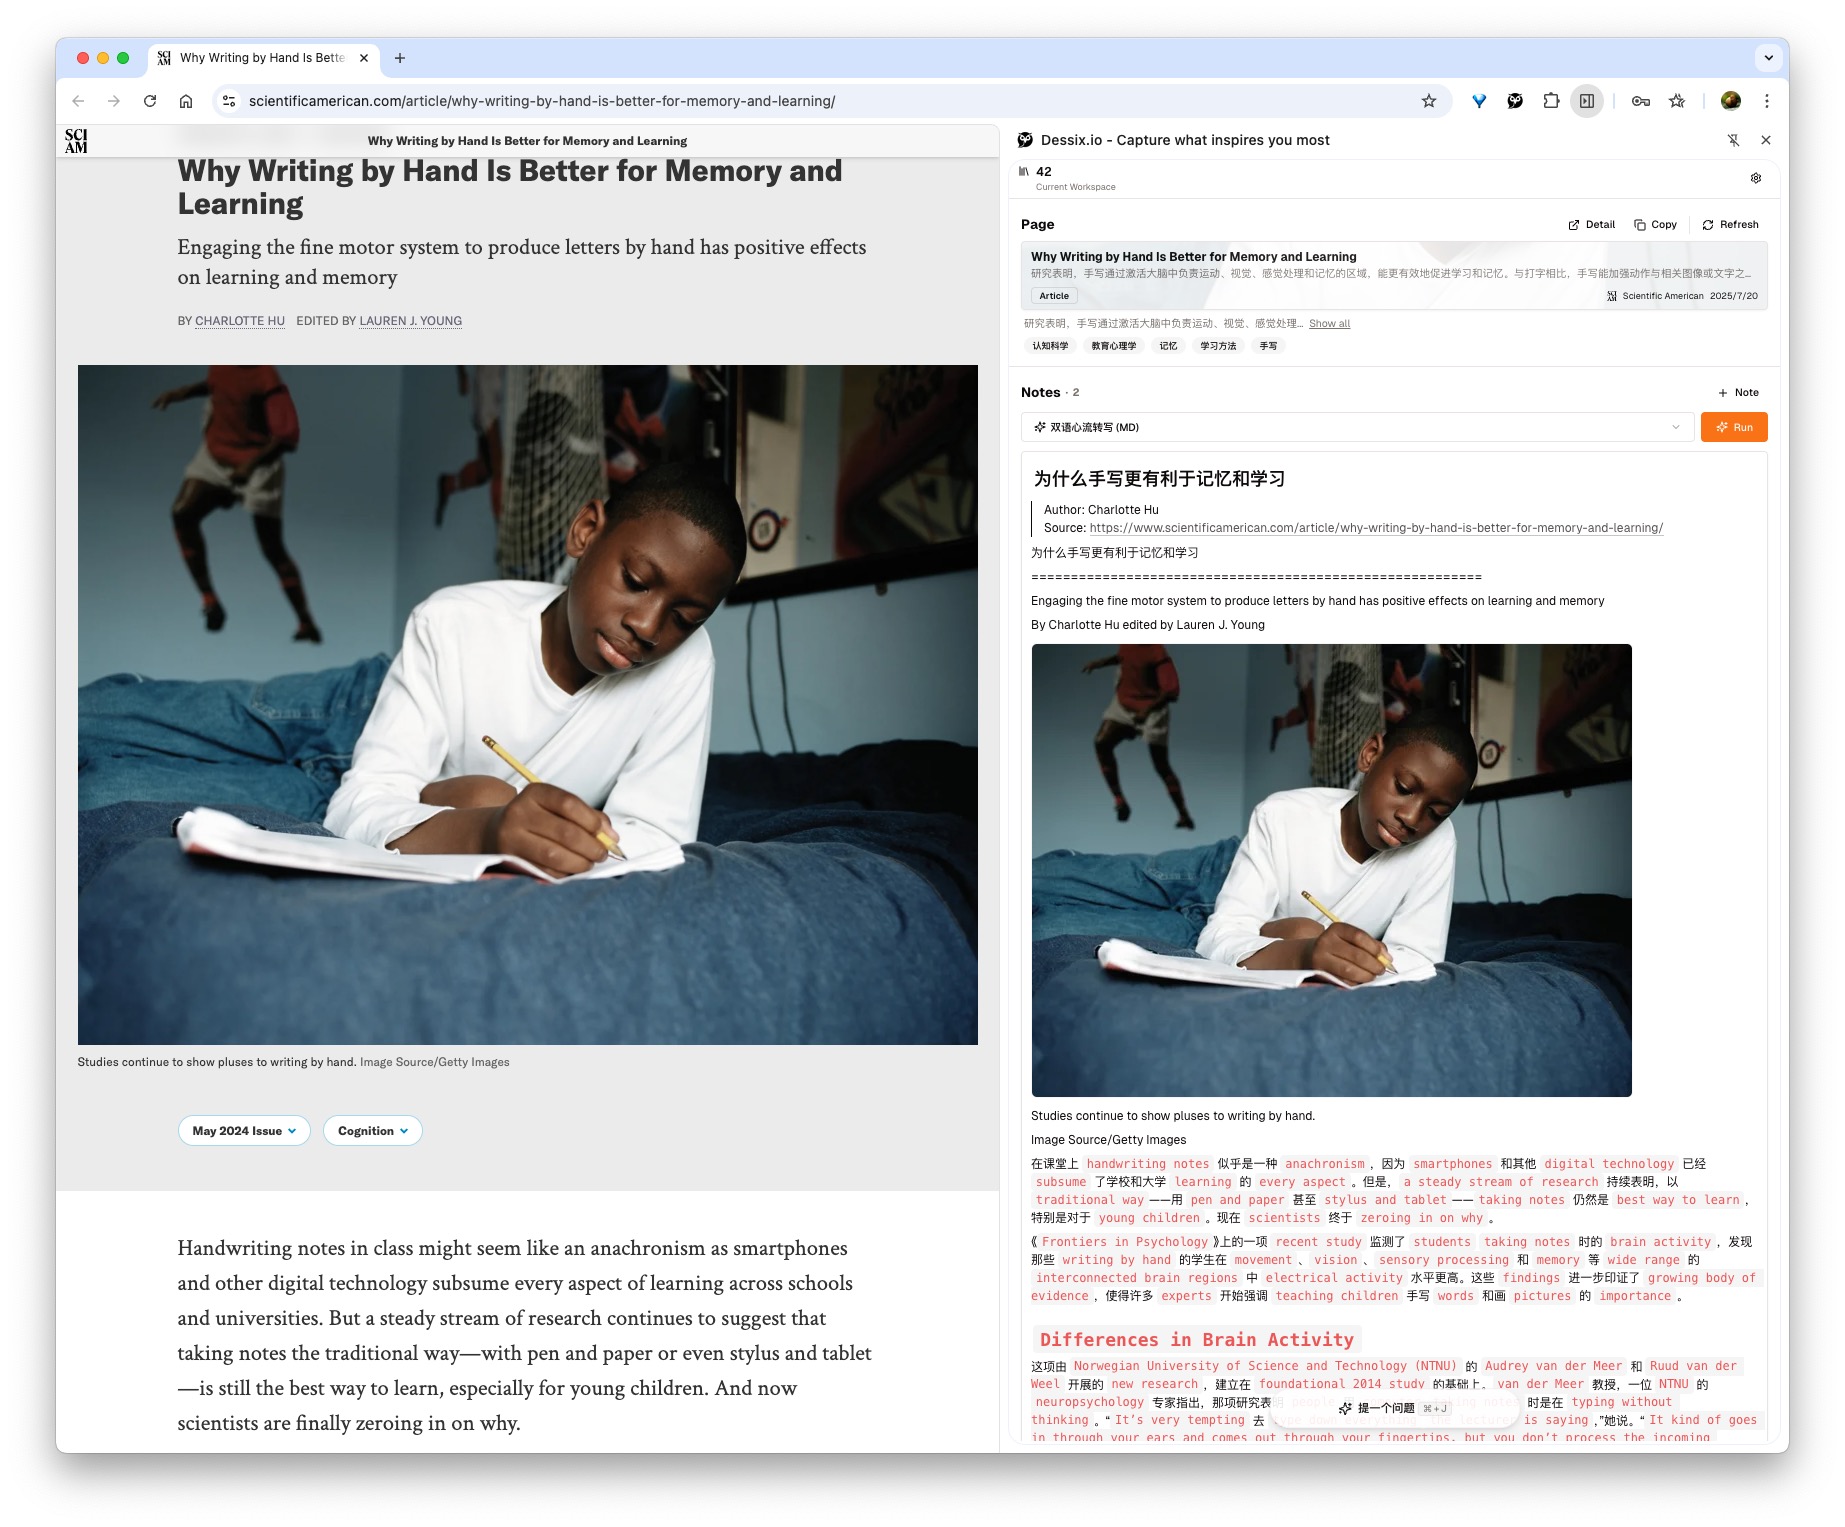 Why Writing by Hand Is Bette
scientificamerican.com/article/why-writing-by-hand-is-better-for-memory-and-learning/
SCI
AM
Why Writing by Hand Is Better for Memory and Learning
Why Writing by Hand Is Better for Memory and
Learning
Engaging the fine motor system to produce letters by hand has positive effects
on learning and memory
BY CHARLOTTE HU EDITED BY LAUREN J. YOUNG
Studies continue to show pluses to writing by hand. Image Source/Getty Images
May 2024 Issue
Cognition
Handwriting notes in class might seem like an anachronism as smartphones
and other digital technology subsume every aspect of learning across schools
and universities. But a steady stream of research continues to suggest that
taking notes the traditional way—with pen and paper or even stylus and tablet
—is still the best way to learn, especially for young children. And now
scientists are finally zeroing in on why.
Dessix.io - Capture what inspires you most
42
Current Workspace
Page
Detail
Copy
Refresh
Why Writing by Hand Is Better for Memory and Learning
研究表明，手写通过激活大脑中负责运动、视觉、感觉处理和记忆的区域，能更有效地促进学习和记忆。与打字相比，手写能加强动作与相关图像或文字之...
Article
Scientific American 2025/7/20
研究表明，手写通过激活大脑中负责运动、视觉、感觉处理... Show all
认知科学 教育心理学 记忆 学习方法 手写
Notes · 2
+ Note
双语心流转写 (MD)
Run
为什么手写更有利于记忆和学习
Author: Charlotte Hu
Source: https://www.scientificamerican.com/article/why-writing-by-hand-is-better-for-memory-and-learning/
为什么手写更有利于记忆和学习
=========================================================
Engaging the fine motor system to produce letters by hand has positive effects on learning and memory
By Charlotte Hu edited by Lauren J. Young
Studies continue to show pluses to writing by hand.
Image Source/Getty Images
在课堂上 handwriting notes 似乎是一种 anachronism ，因为 smartphones 和其他 digital technology 已经
subsume 了学校和大学 learning 的 every aspect 。但是， a steady stream of research 持续表明，以
traditional way ——用 pen and paper 甚至 stylus and tablet —— taking notes 仍然是 best way to learn ，
特别是对于 young children 。现在 scientists 终于 zeroing in on why 。
《 Frontiers in Psychology 》上的一项 recent study 监测了 students taking notes 时的 brain activity ，发现
那些 writing by hand 的学生在 movement 、 vision 、 sensory processing 和 memory 等 wide range 的
interconnected brain regions 中 electrical activity 水平更高。这些 findings 进一步印证了 growing body of
evidence ，使得许多 experts 开始强调 teaching children 手写 words 和画 pictures 的 importance 。
Differences in Brain Activity
这项由 Norwegian University of Science and Technology (NTNU) 的 Audrey van der Meer 和 Ruud van der
Weel 开展的 new research ，建立在 foundational 2014 study 的基础上。 van der Meer 教授，一位 NTNU 的
neuropsychology 专家指出，那项研究表明 时是在 typing without
thinking 。“ It’s very tempting 去 type down everything the lecturer is saying ,”她说。“ It kind of goes
in through your ears and comes out through your fingertips, but you don’t process the incoming
提一个问题 ⌘+J